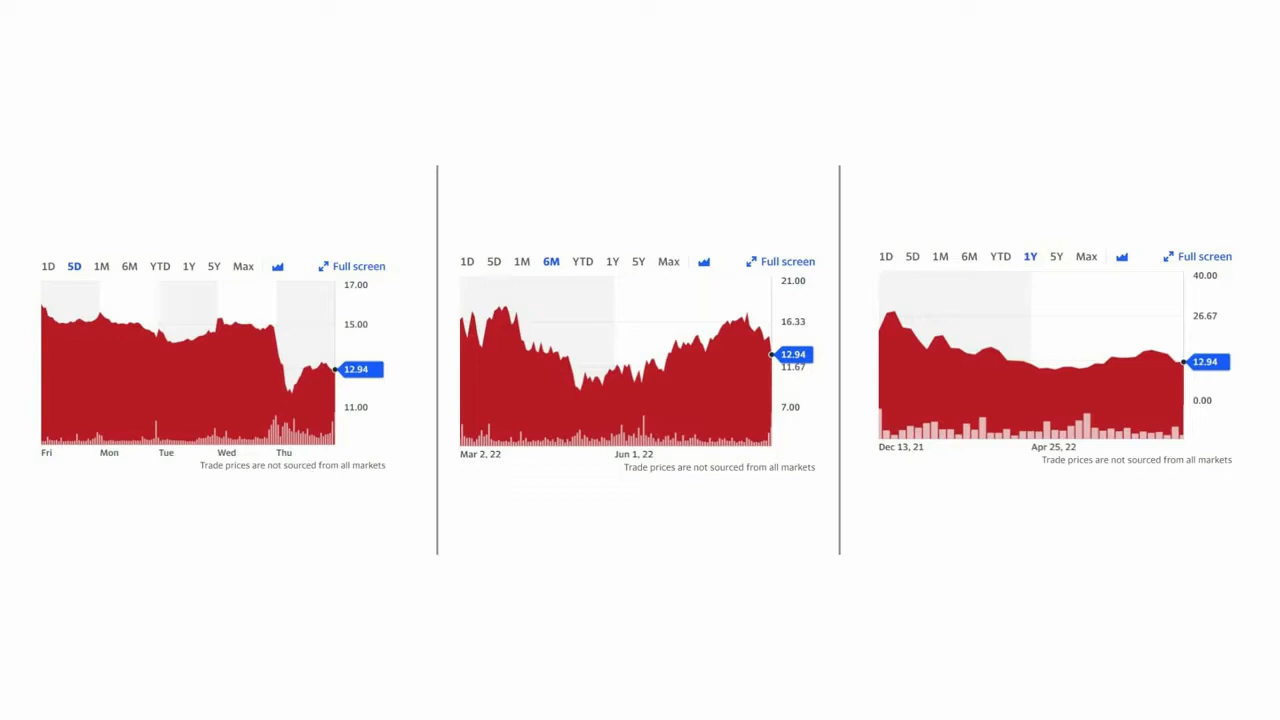 1D 5D 1M 6M YTD 1Y 5Y Max Full screen
17.00
15.00
12.94
11.00
Fri Mon Tue Wed Thu
Trade prices are not sourced from all markets
1D 5D 1M 6M YTD 1Y 5Y Max Full screen
21.00
16.33
12.94
11.67
7.00
Mar 2, 22 Jun 1, 22
Trade prices are not sourced from all markets
1D 5D 1M 6M YTD 1Y 5Y Max Full screen
40.00
26.67
12.94
0.00
Dec 13, 21 Apr 25, 22
Trade prices are not sourced from all markets